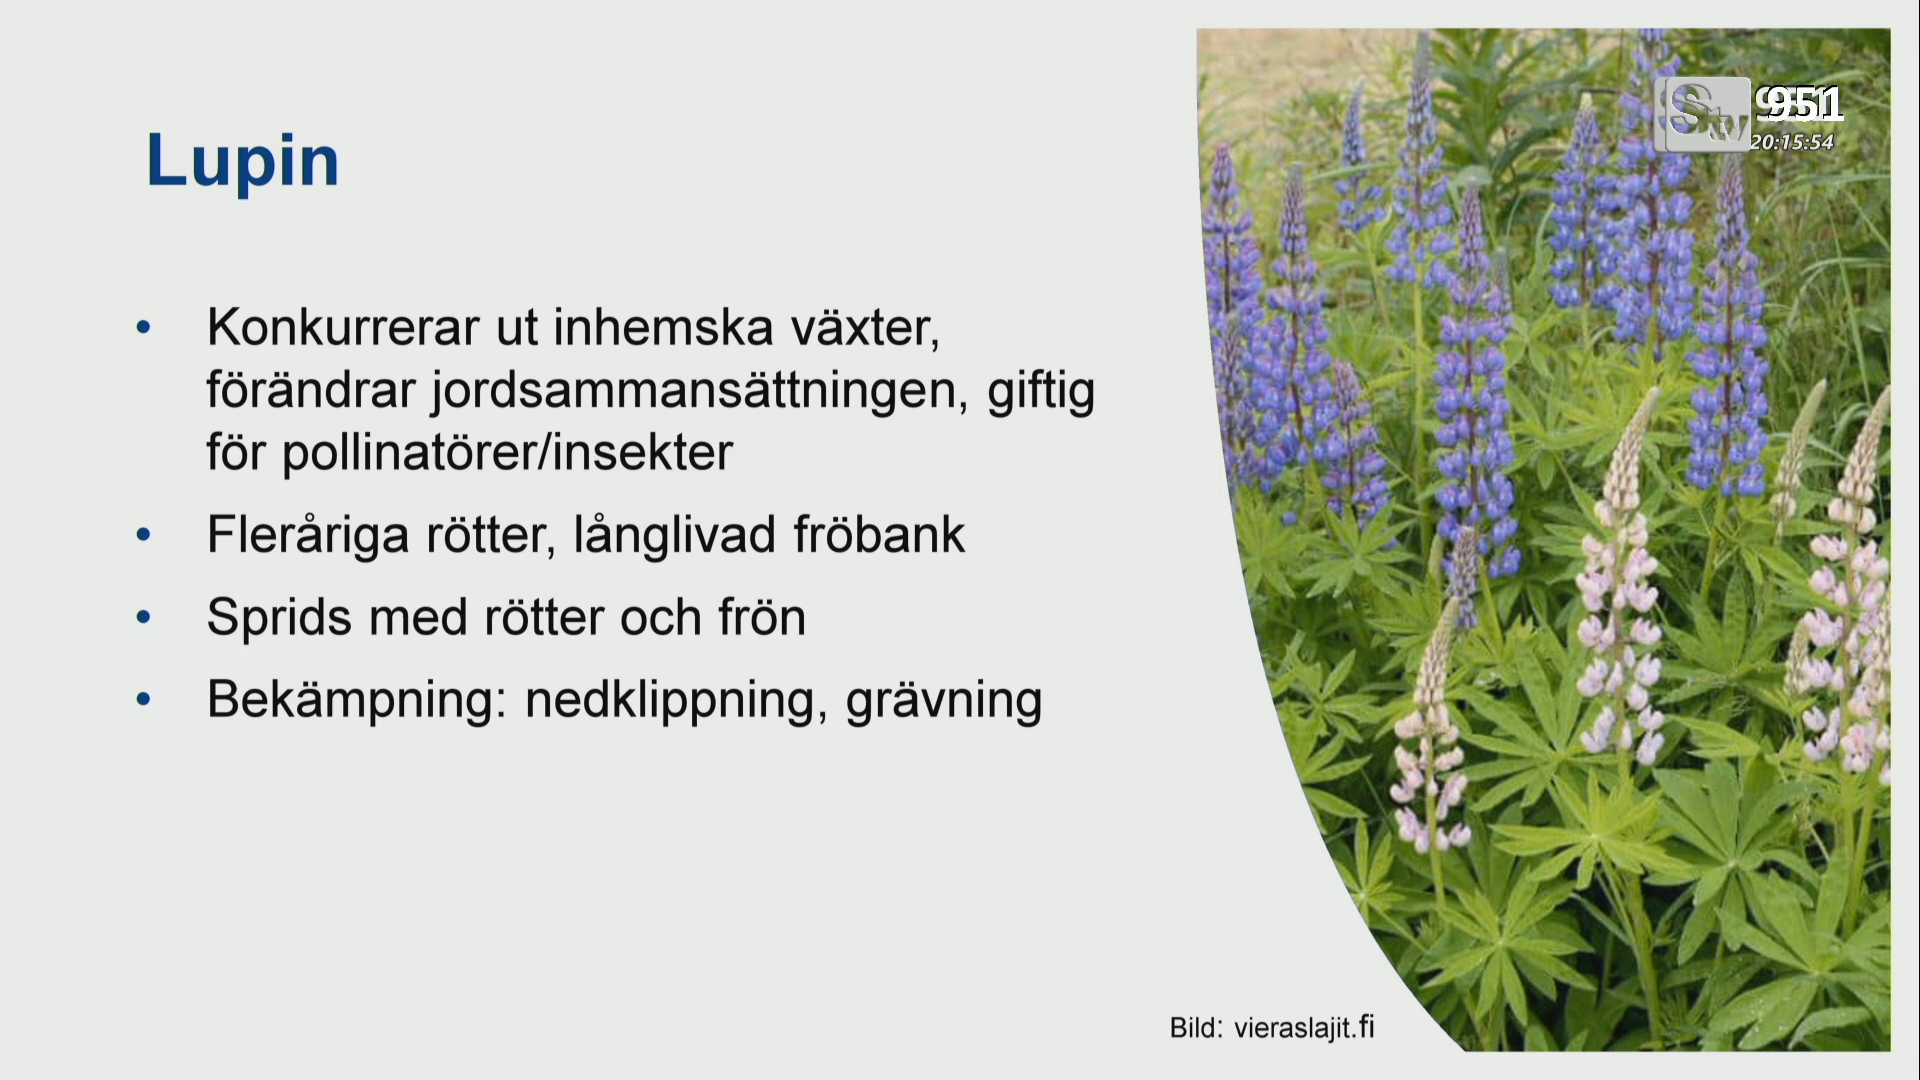 Lupin
• Konkurrerar ut inhemska växter,
förändrar jordsammansättningen, giftig
för pollinatörer/insekter
• Fleråriga rötter, långlivad fröbank
• Sprids med rötter och frön
• Bekämpning: nedklippning, grävning
Bild: vieraslajit.fi
951
20:15:54